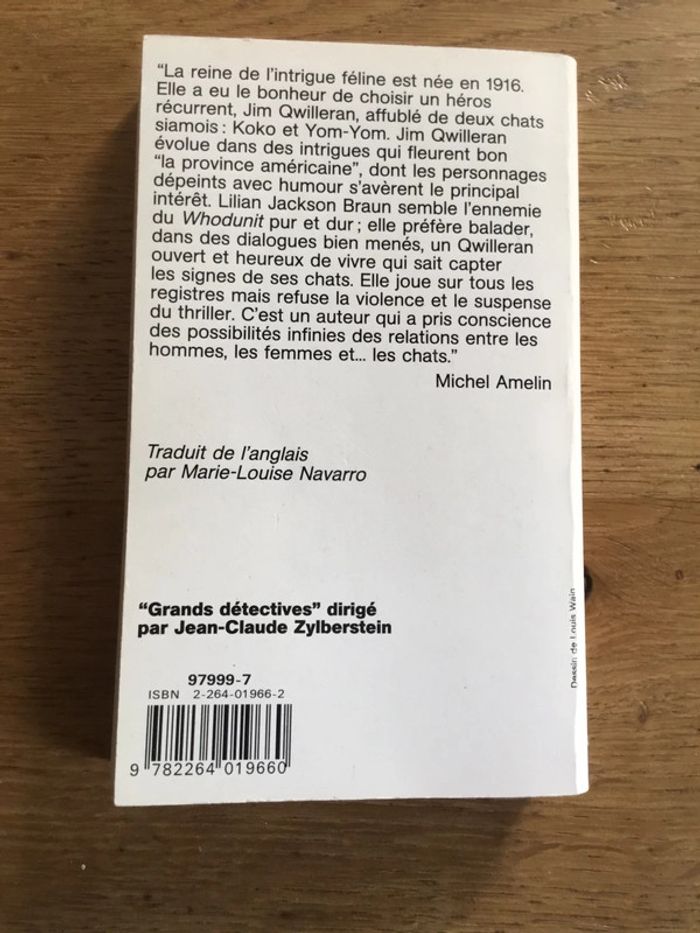 “La reine de l’intrigue féline est née en 1916.
Elle a eu le bonheur de choisir un héros
récurrent, Jim Qwilleran, affublé de deux chats
siamois : Koko et Yom-Yom. Jim Qwilleran
évolue dans des intrigues qui fleurent bon
“la province américaine”, dont les personnages
dépeints avec humour s’avèrent le principal
intérêt. Lilian Jackson Braun semble l’ennemie
du Whodunit pur et dur ; elle préfère balader,
dans des dialogues bien menés, un Qwilleran
ouvert et heureux de vivre qui sait capter
les signes de ses chats. Elle joue sur tous les
registres mais refuse la violence et le suspense
du thriller. C’est un auteur qui a pris conscience
des possibilités infinies des relations entre les
hommes, les femmes et... les chats.”
Michel Amelin
Traduit de l’anglais
par Marie-Louise Navarro
“Grands détectives” dirigé
par Jean-Claude Zylberstein
Dessin de Louis Wain
97999-7
ISBN 2-264-01966-2
9 782264 019660